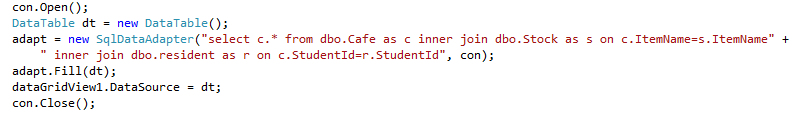 con.Open();
DataTable dt = new DataTable();
adapt = new SqlDataAdapter("select c.* from dbo.Cafe as c inner join dbo.Stock as s on c.ItemName=s.ItemName" +
" inner join dbo.resident as r on c.StudentId=r.StudentId", con);
adapt.Fill(dt);
dataGridView1.DataSource = dt;
con.Close();